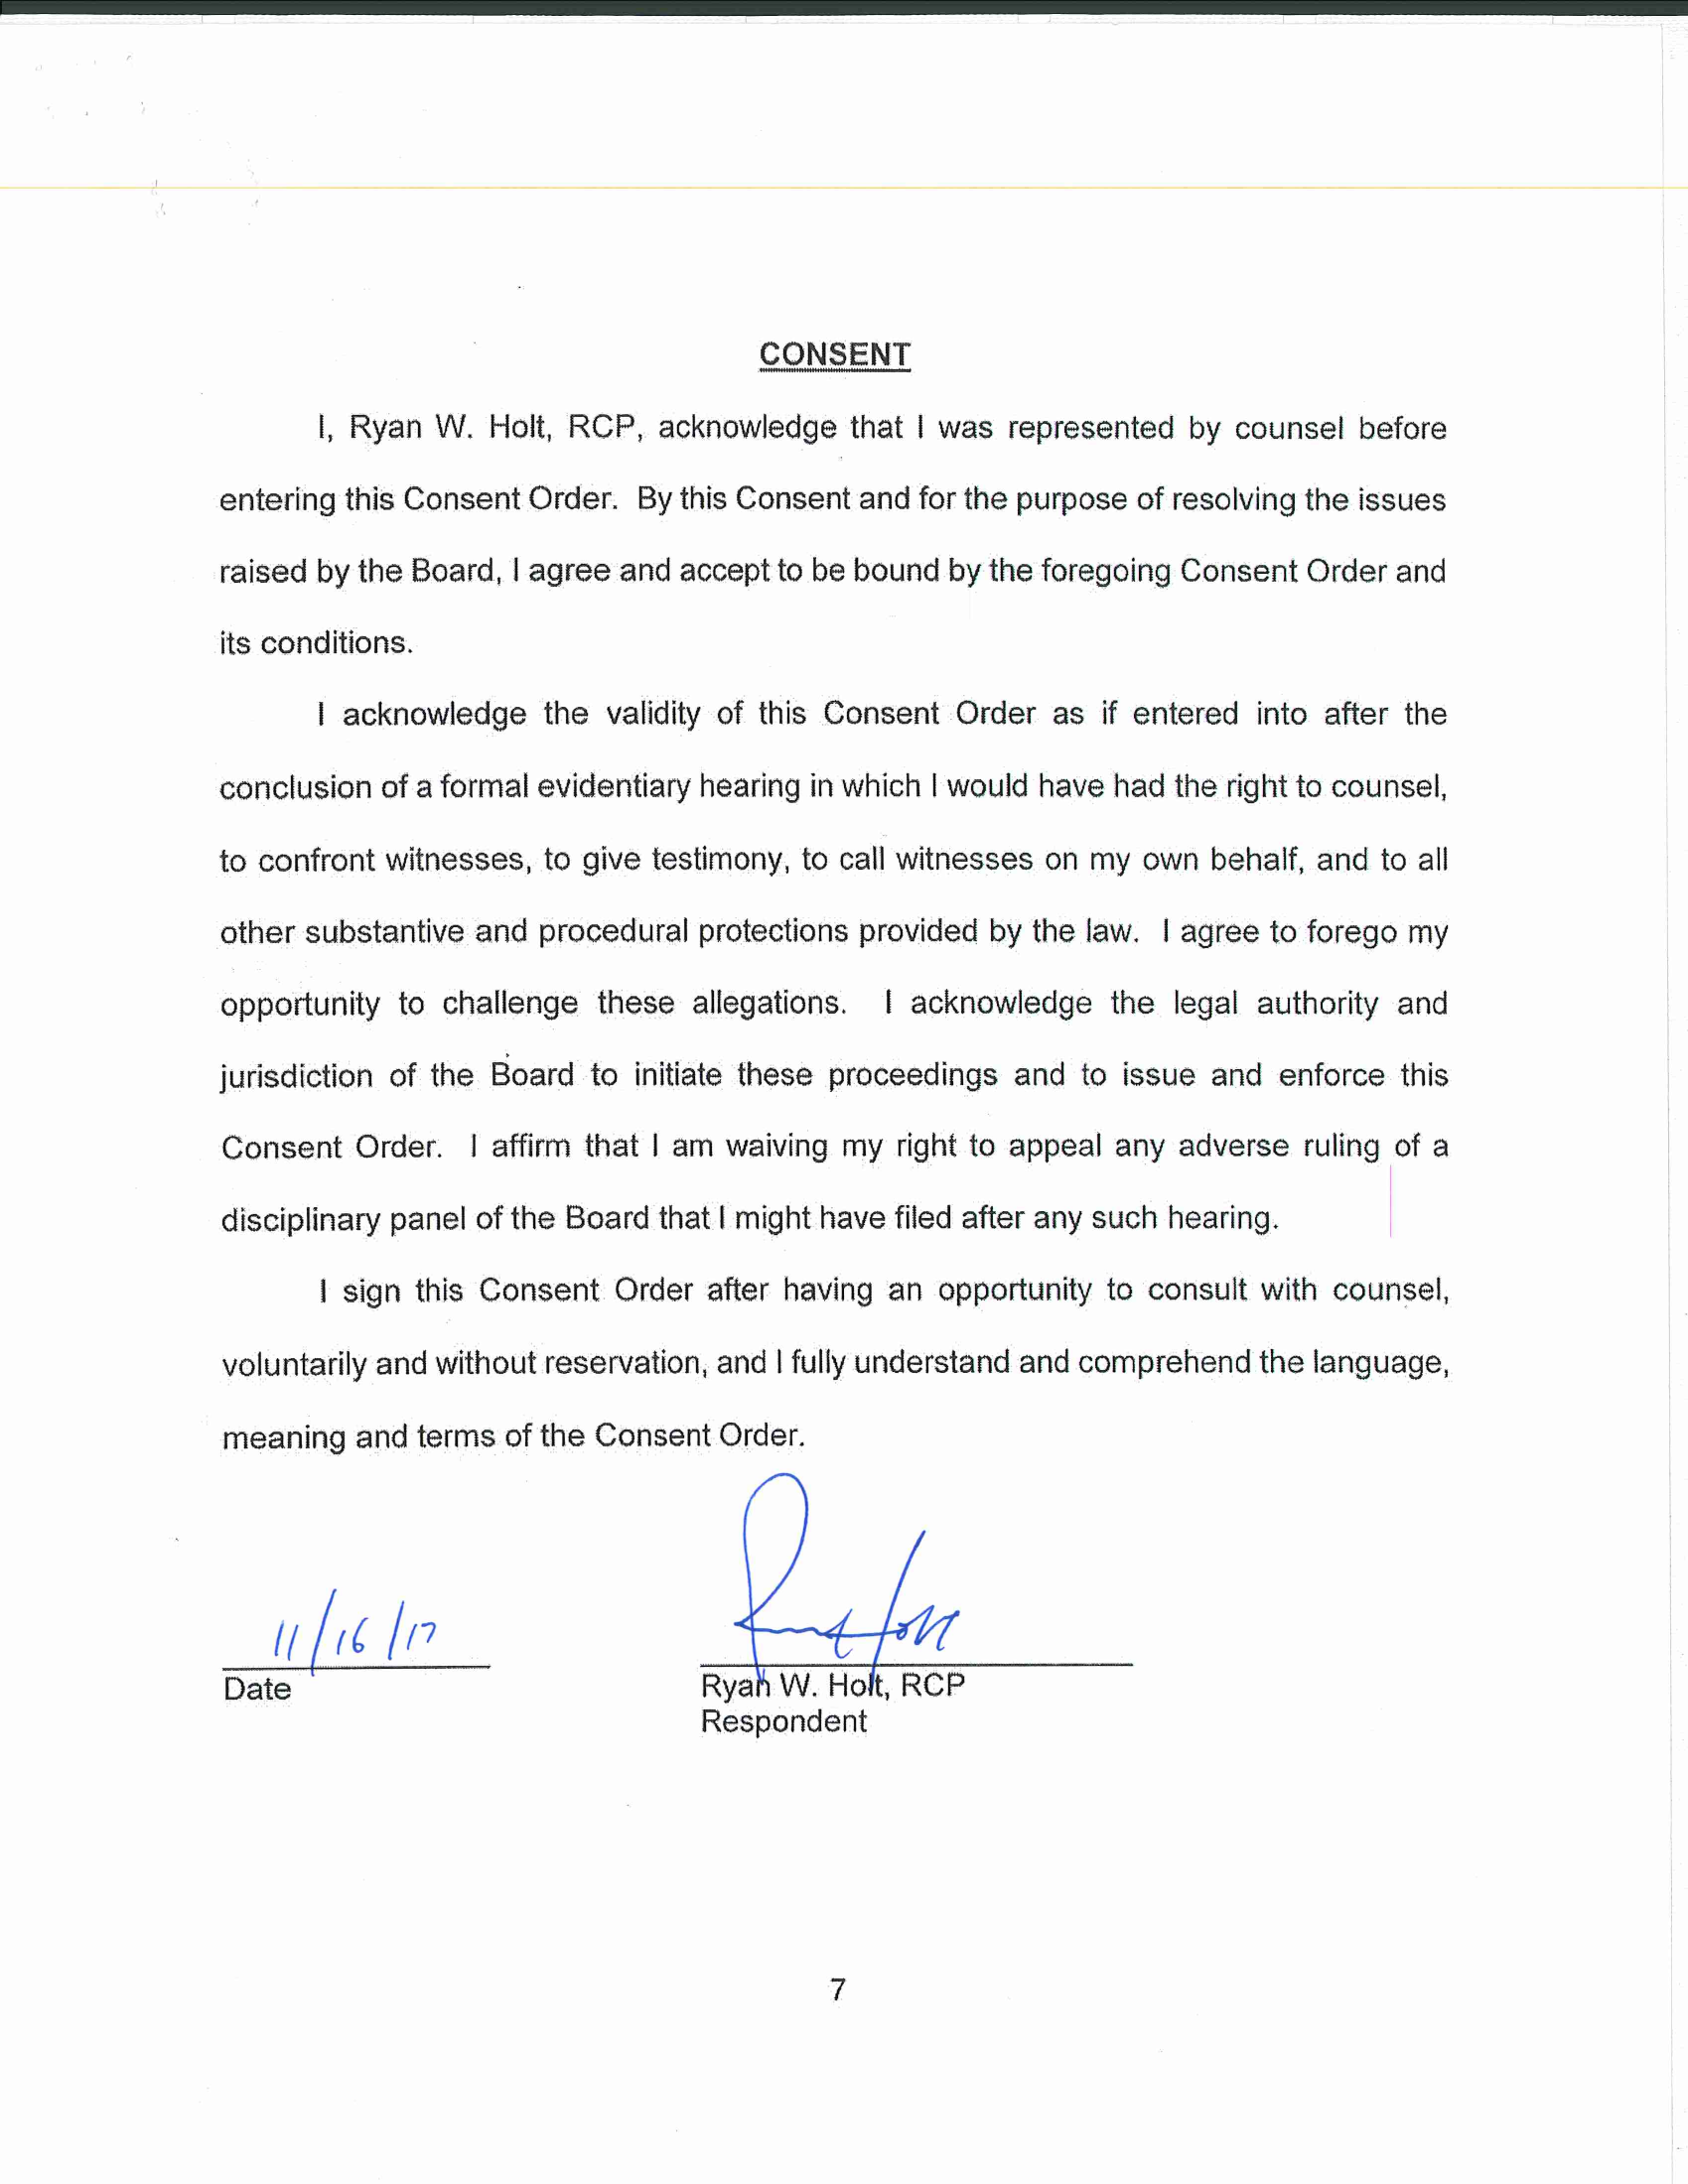 CONSENT
I, Ryan W. Holt, RCP, acknowledge that I was represented by counsel before
entering this Consent Order. By this Consent and for the purpose of resolving the issues
raised by the Board, I agree and accept to be bound by the foregoing Consent Order and
its conditions.
I acknowledge the validity of this Consent Order as if entered into after the
conclusion of a formal evidentiary hearing in which I would have had the right to counsel,
to confront witnesses, to give testimony, to call witnesses on my own behalf, and to all
other substantive and procedural protections provided by the law. I agree to forego my
opportunity to challenge these allegations. I acknowledge the legal authority and
jurisdiction of the Board to initiate these proceedings and to issue and enforce this
Consent Order. I affirm that I am waiving my right to appeal any adverse ruling of a
disciplinary panel of the Board that I might have filed after any such hearing.
I sign this Consent Order after having an opportunity to consult with counsel,
voluntarily and without reservation, and I fully understand and comprehend the language,
meaning and terms of the Consent Order.
11/16/17
Date
Ryan W. Holt, RCP
Respondent
7